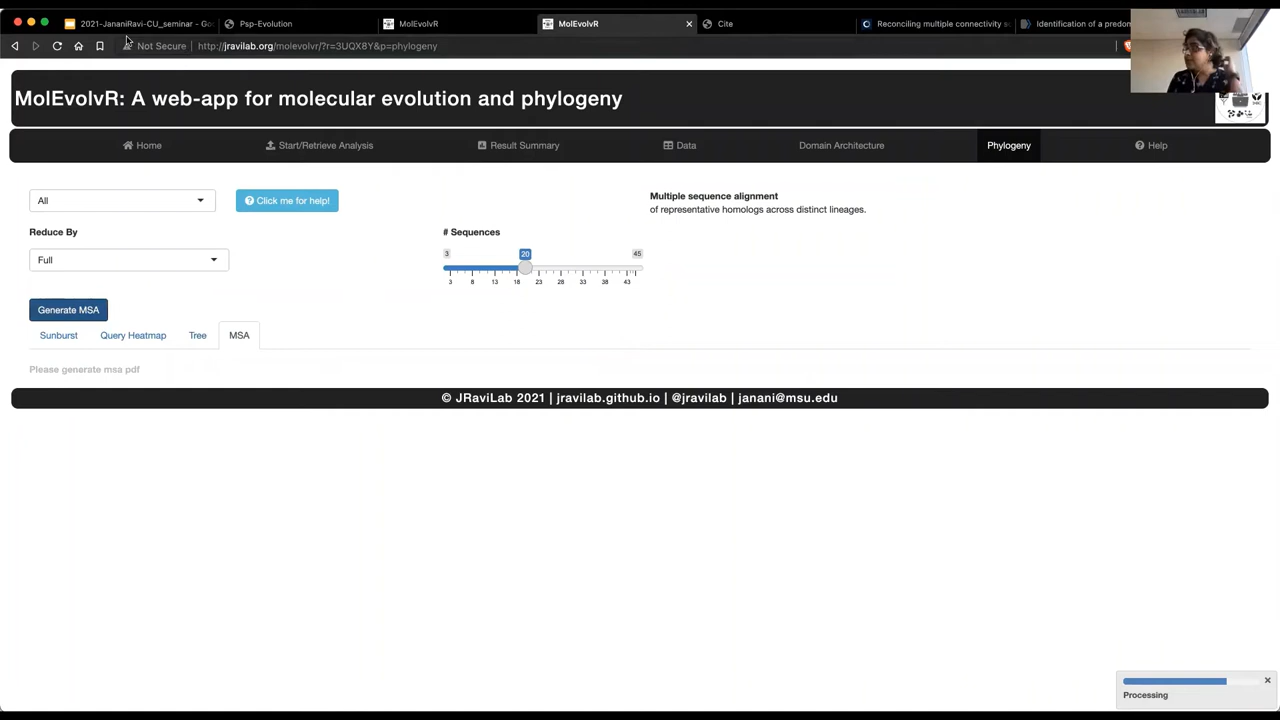 2021-JananiRavi-CU_seminar - Go
Psp-Evolution
MolEvolvR
MolEvolvR
Cite
Reconciling multiple connectivity s
Identification of a predom
Not Secure
http://jravilab.org/molevolvr/?r=3UQX8Y&p=phylogeny
MolEvolvR: A web-app for molecular evolution and phylogeny
Home
Start/Retrieve Analysis
Result Summary
Data
Domain Architecture
Phylogeny
Help
All
Click me for help!
Multiple sequence alignment
of representative homologs across distinct lineages.
Reduce By
# Sequences
Full
3 20 45
3 8 13 18 23 28 33 38 43
Generate MSA
Sunburst Query Heatmap Tree MSA
Please generate msa pdf
© JRaviLab 2021 | jravilab.github.io | @jravilab | janani@msu.edu
Processing